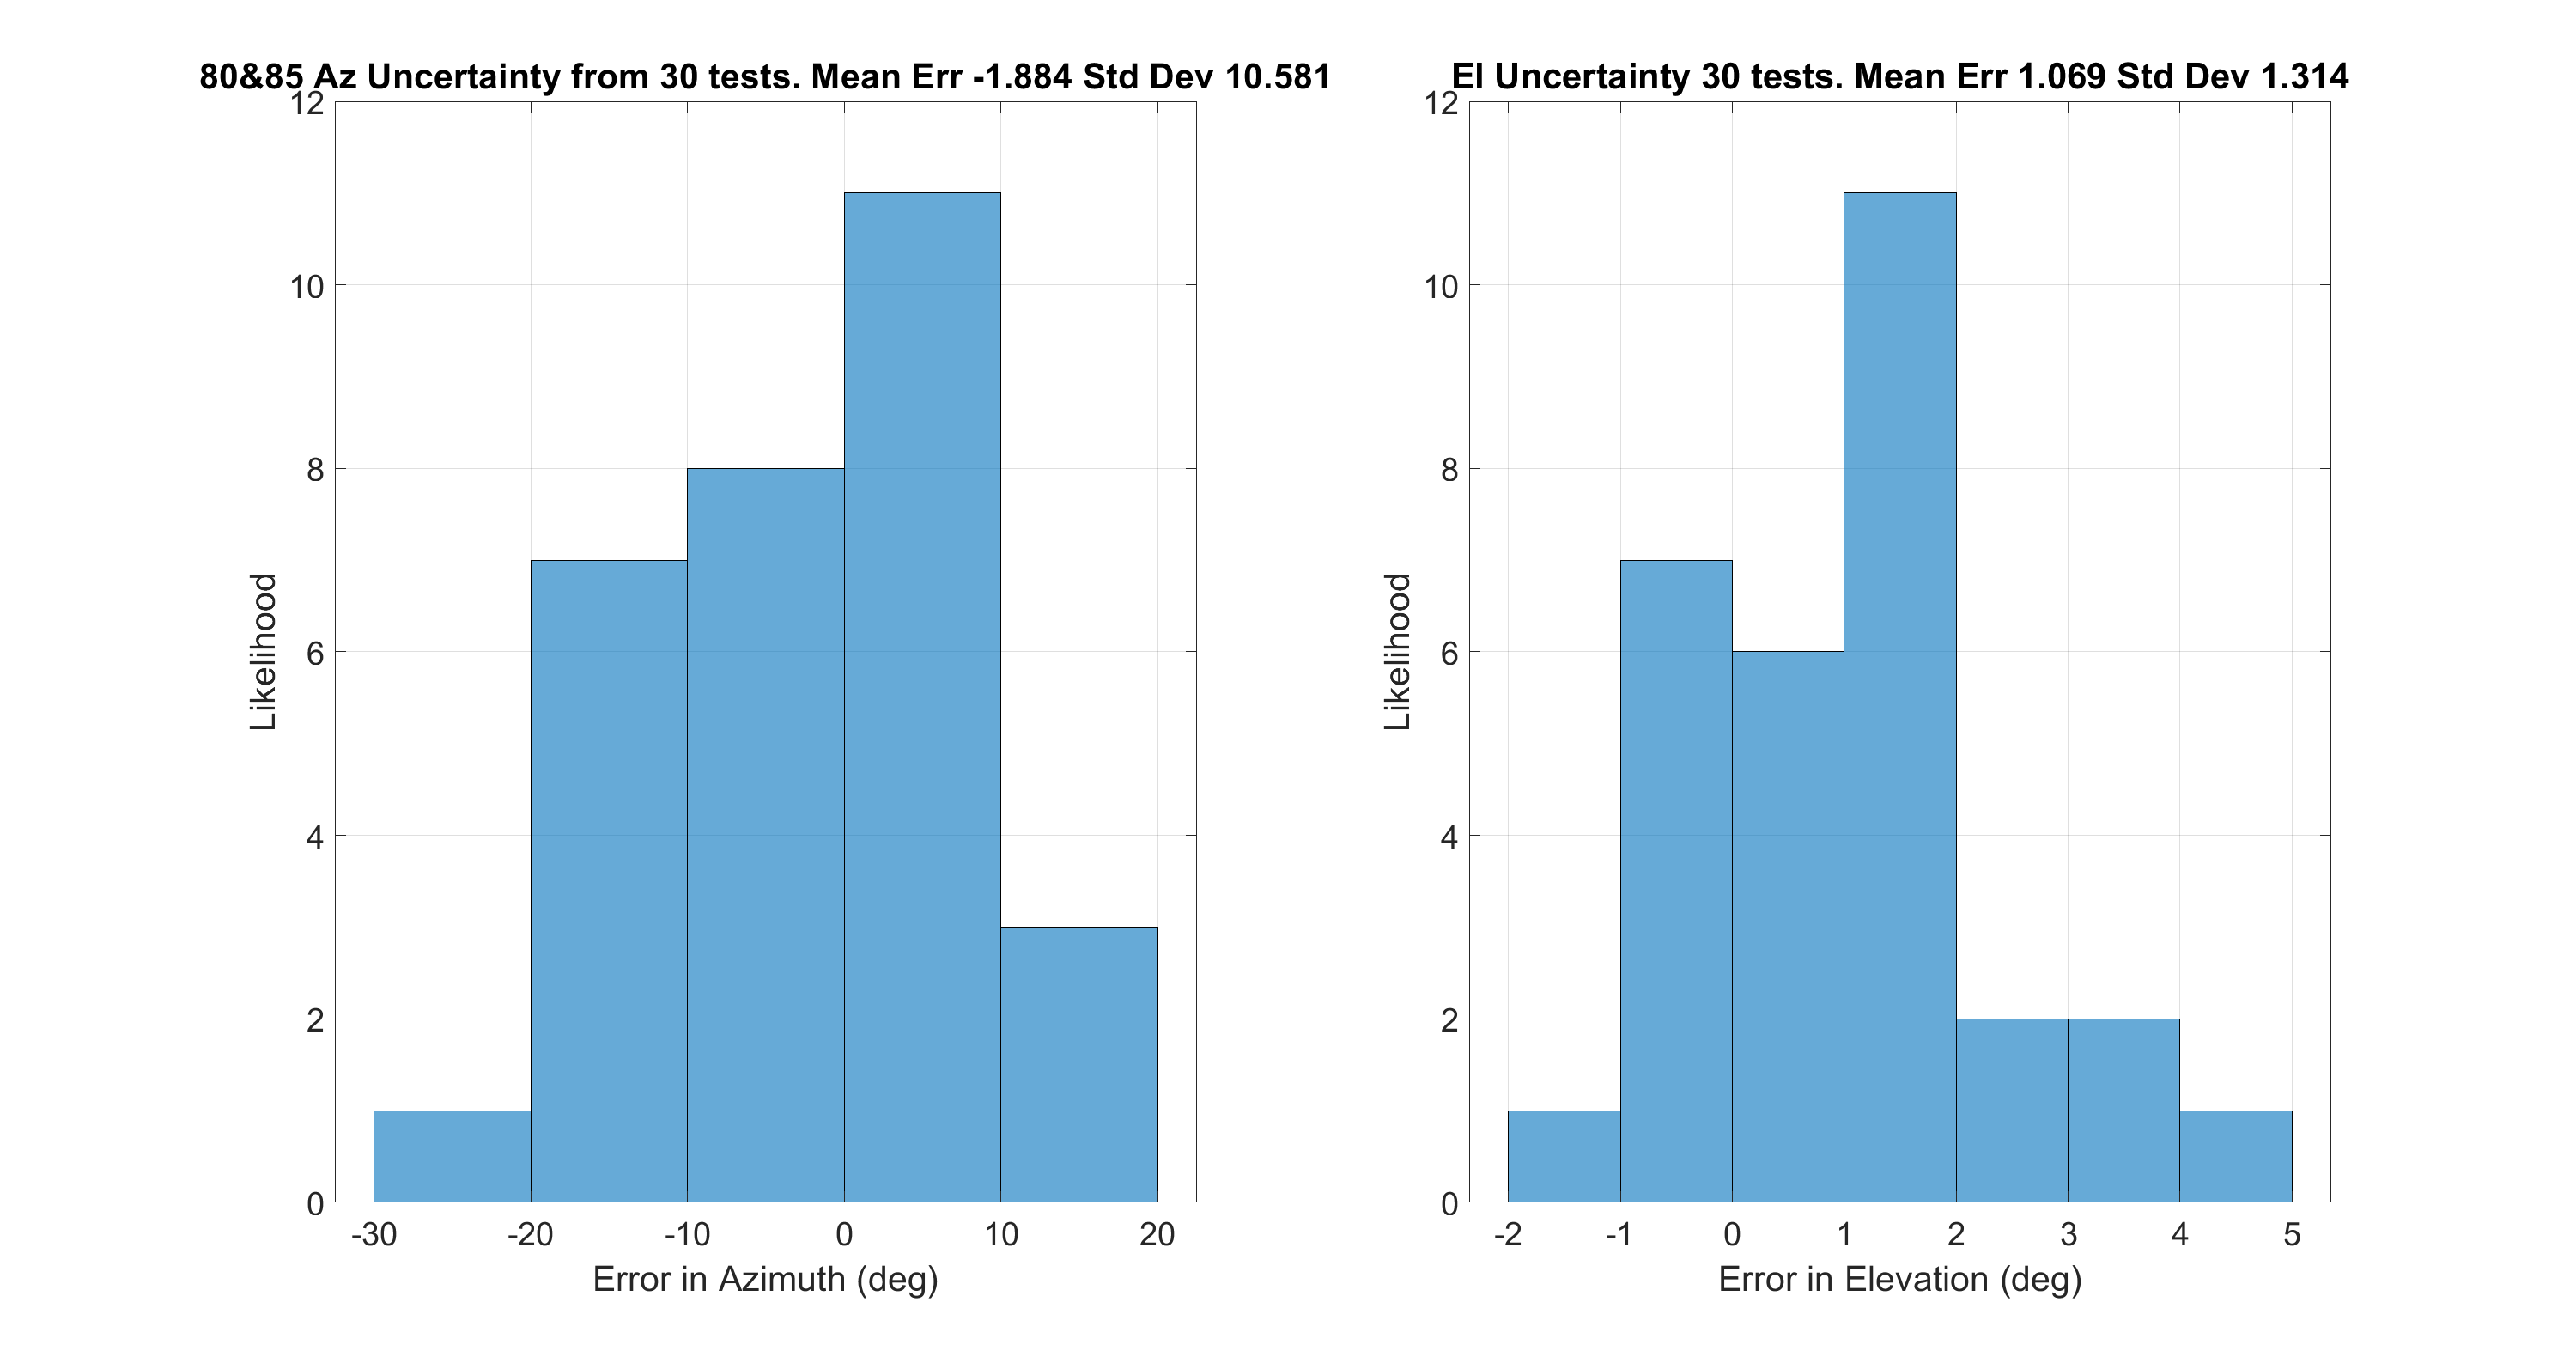 80&85 Az Uncertainty from 30 tests. Mean Err -1.884 Std Dev 10.581
12
10
8
6
4
2
0
Likelihood
-30 -20 -10 0 10 20
Error in Azimuth (deg)
El Uncertainty 30 tests. Mean Err 1.069 Std Dev 1.314
12
10
8
6
4
2
0
Likelihood
-2 -1 0 1 2 3 4 5
Error in Elevation (deg)